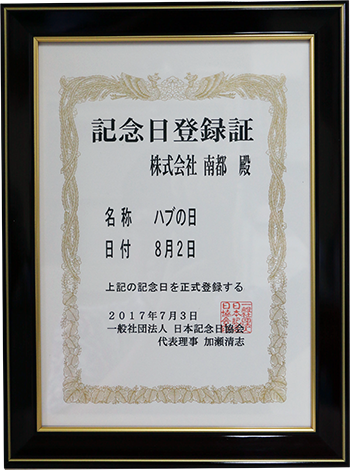 記念日登録証
株式会社 南都 殿
名称 ハブの日
日付 8月2日
上記の記念日を正式登録する
2017年7月3日
一般社団法人 日本記念日協会
代表理事 加瀬清志